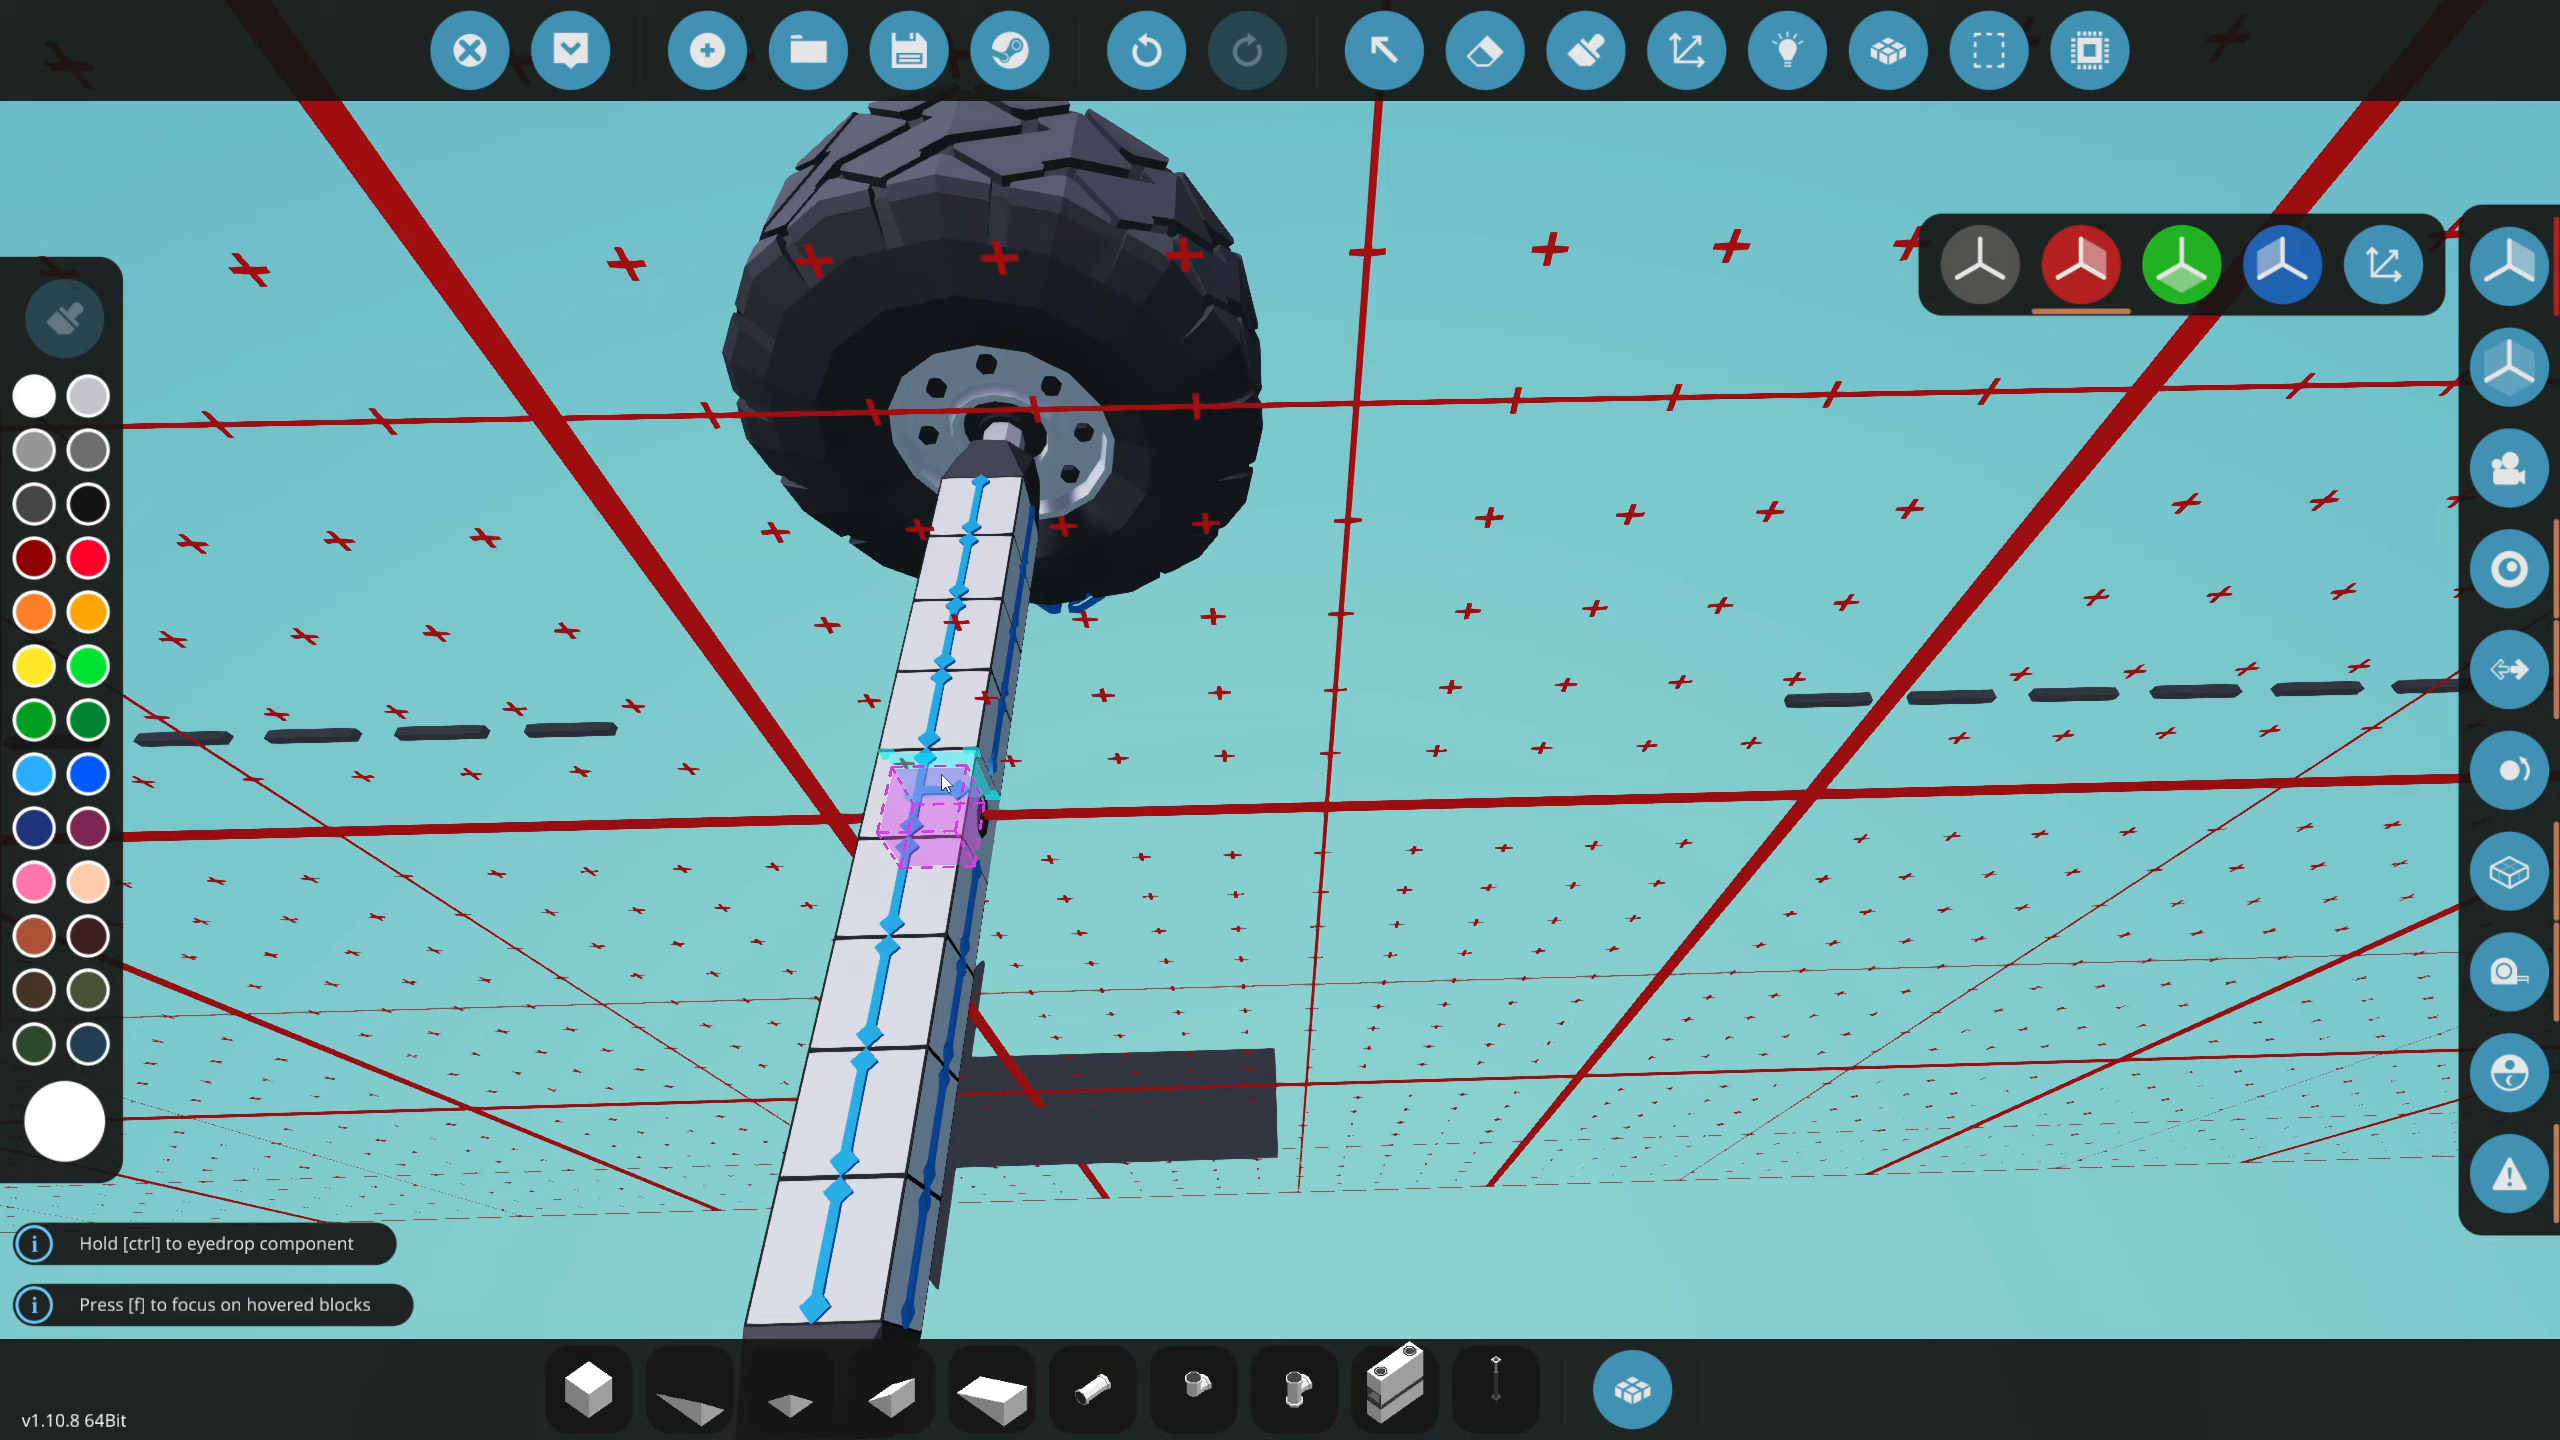 Hold [ctrl] to eyedrop component
Press [f] to focus on hovered blocks
v1.10.8 64Bit